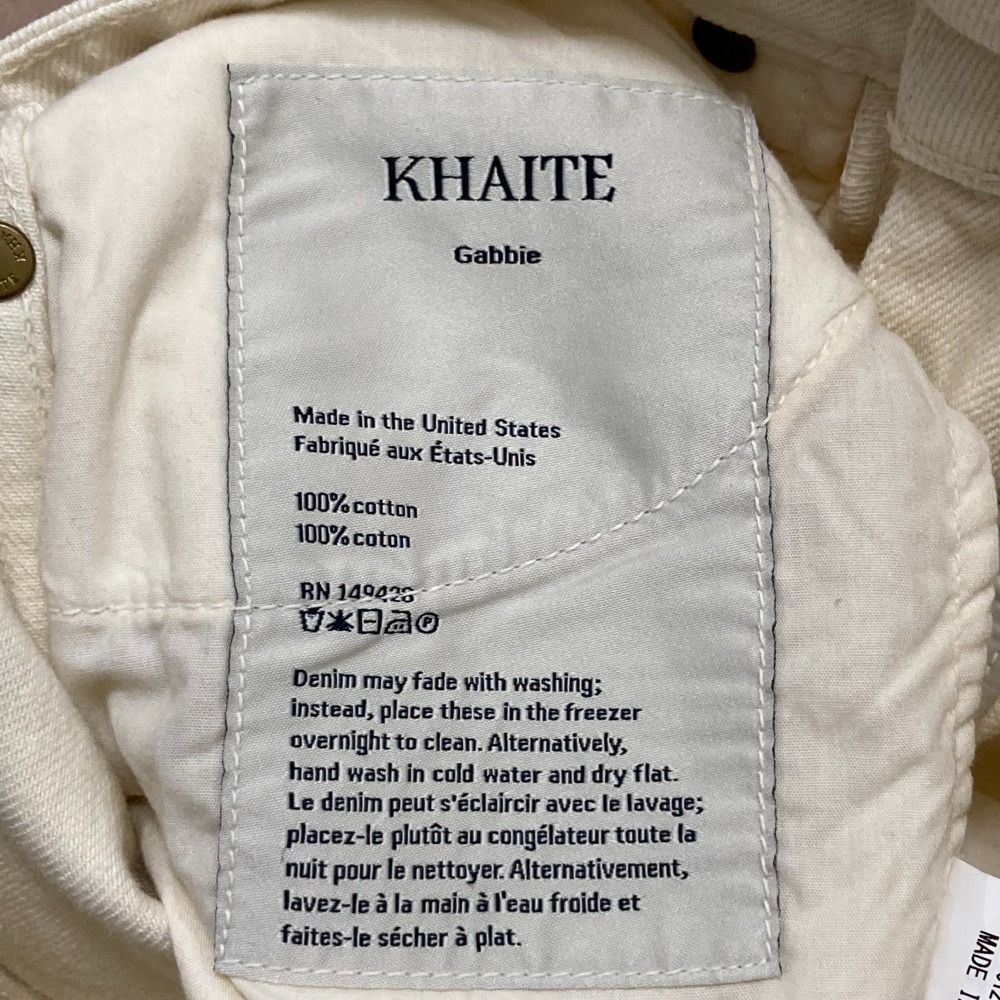 KHAITE
Gabbie
Made in the United States
Fabriqué aux États-Unis
100% cotton
100% coton
RN 149428
P
Denim may fade with washing;
instead, place these in the freezer
overnight to clean. Alternatively,
hand wash in cold water and dry flat.
Le denim peut s'éclaircir avec le lavage;
placez-le plutôt au congélateur toute la
nuit pour le nettoyer. Alternativement,
lavez-le à la main à l'eau froide et
faites-le sécher à plat.
MADE